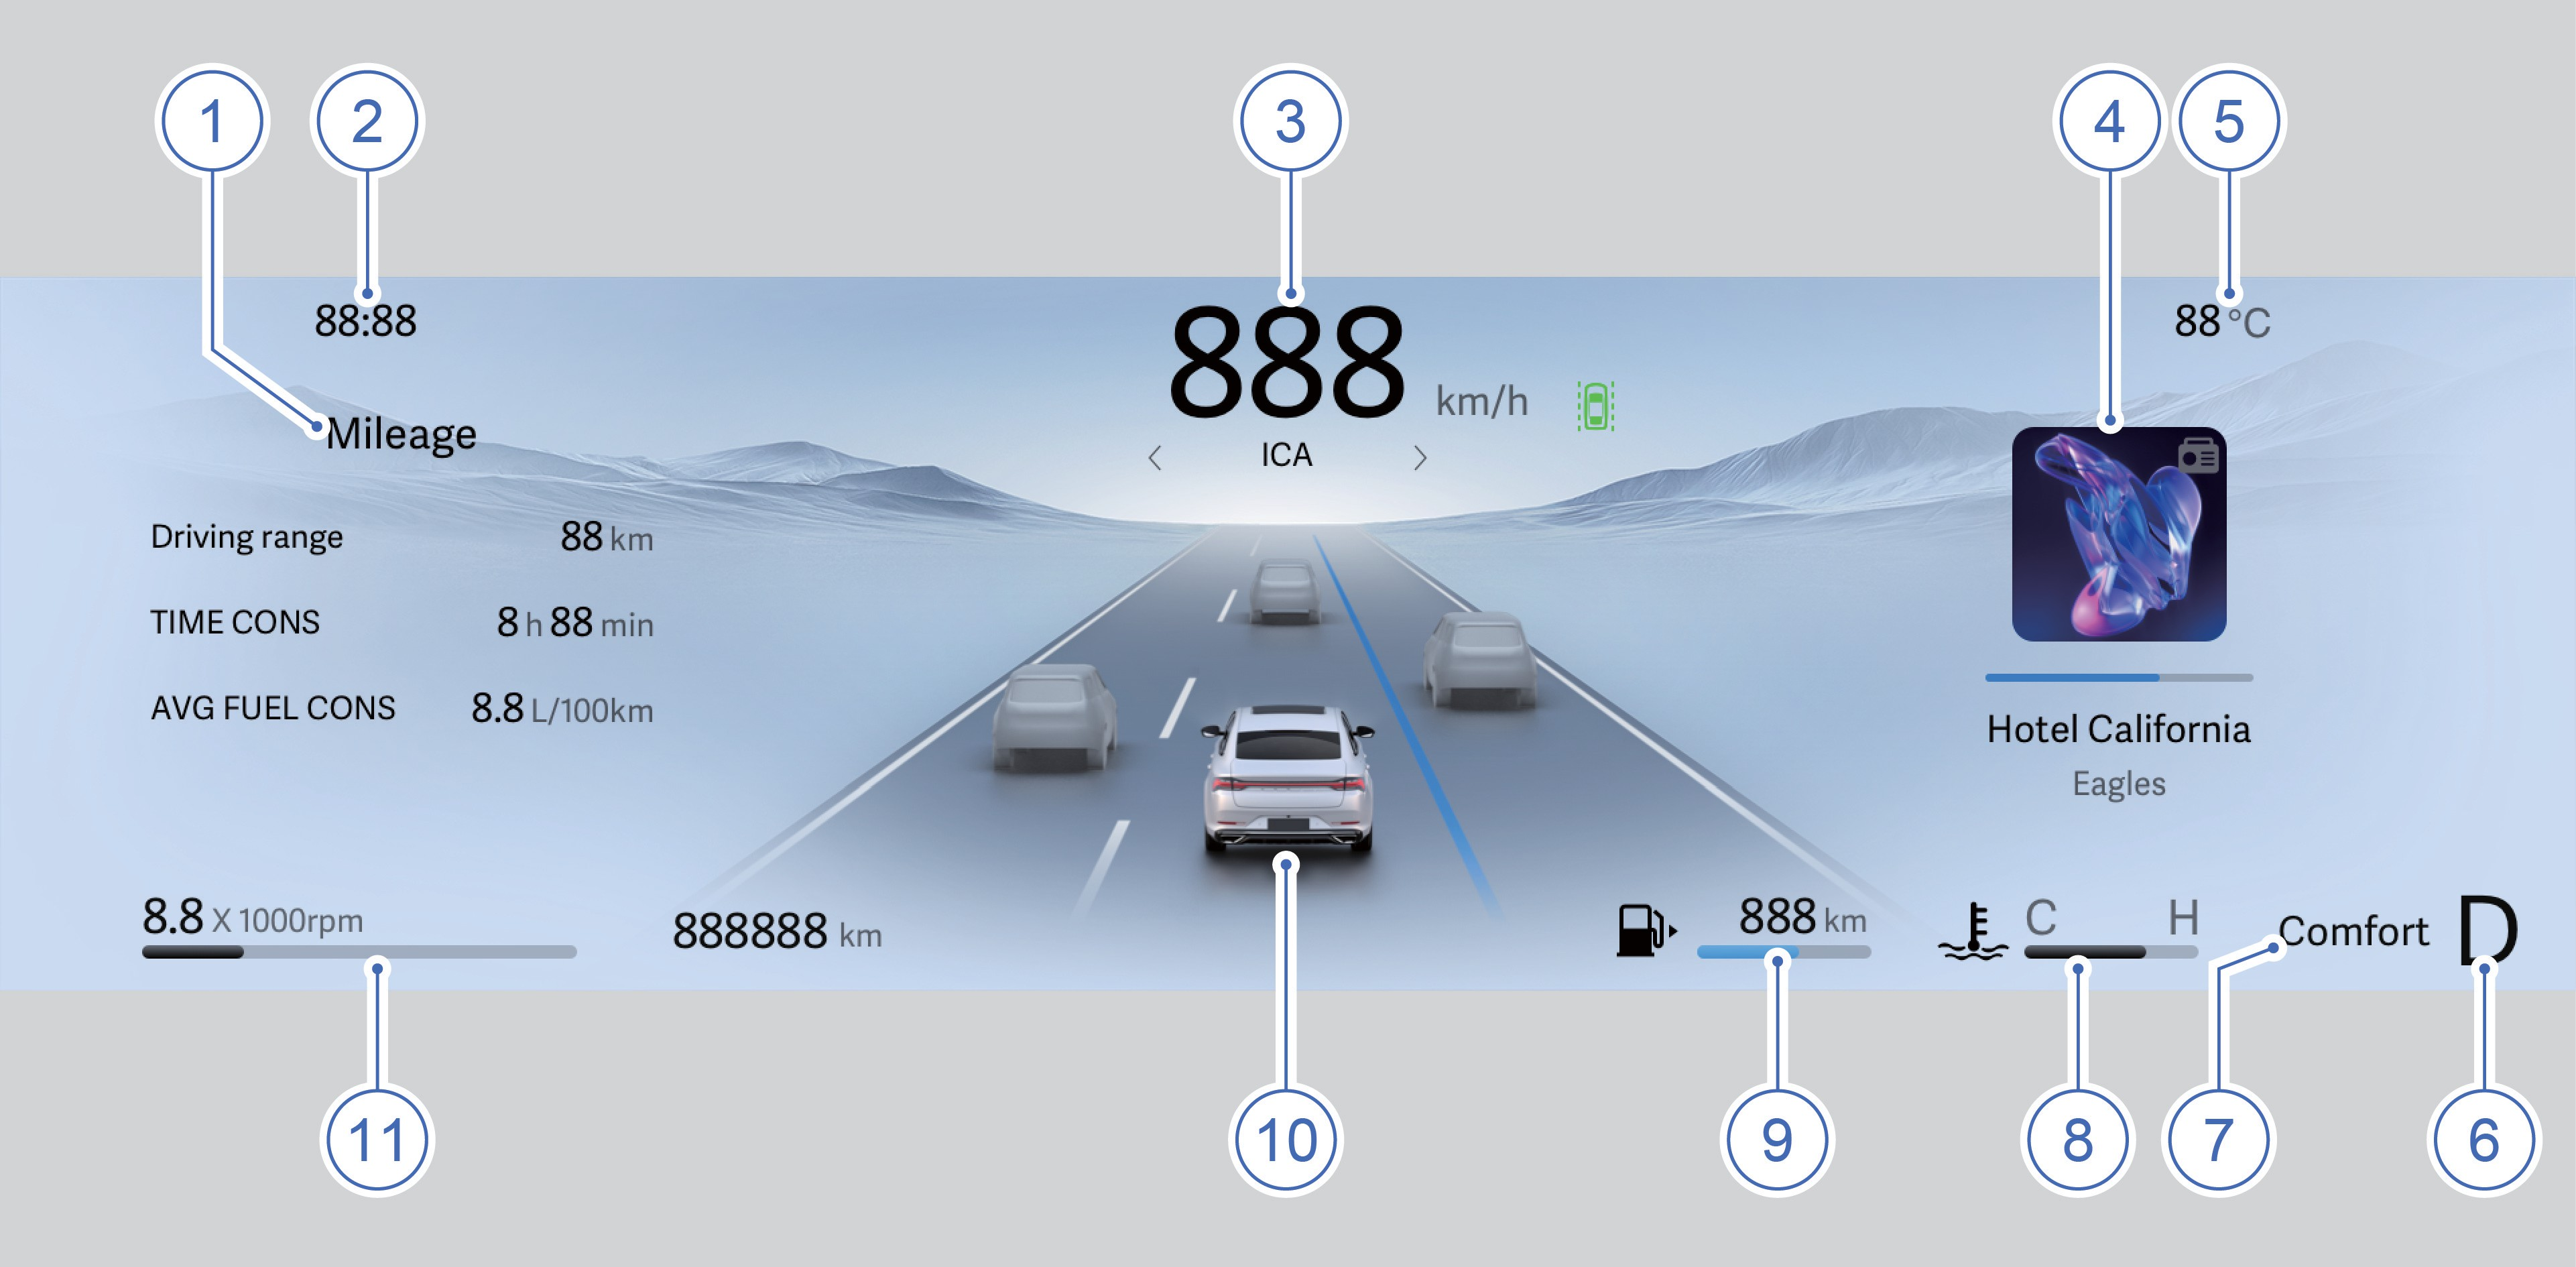 1 2 3 4 5
88:88
888 km/h
88 °C
Mileage
< ICA >
Driving range 88 km
TIME CONS 8 h 88 min
AVG FUEL CONS 8.8 L/100km
Hotel California
Eagles
8.8 X 1000rpm
888888 km
888 km
C H
Comfort
D
11 10 9 8 7 6